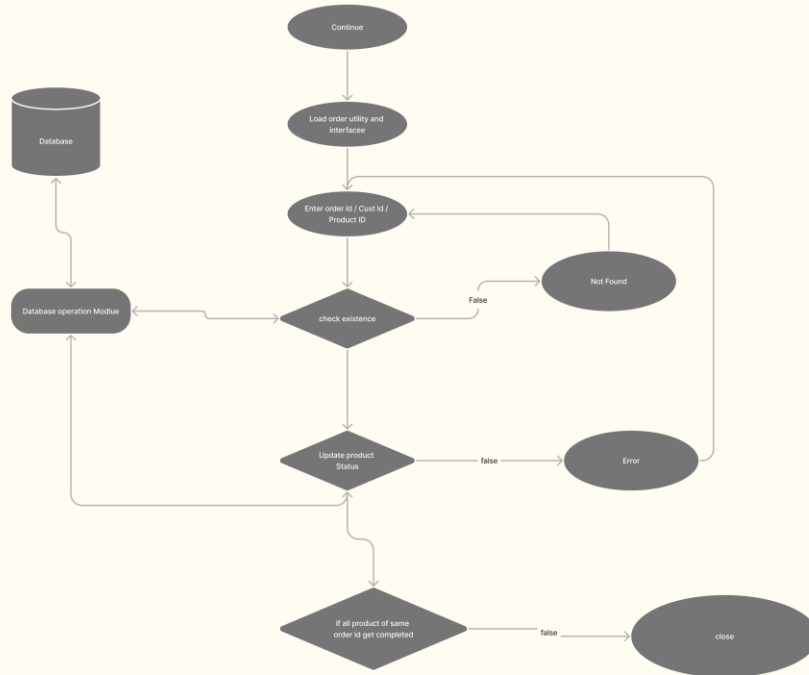 Continue
Load order utility and
interfacee
Database
Enter order Id / Cust Id /
Product ID
Not Found
False
Database operation Modlue
check existence
Update product
Status
false
Error
if all product of same
order id get completed
false
close